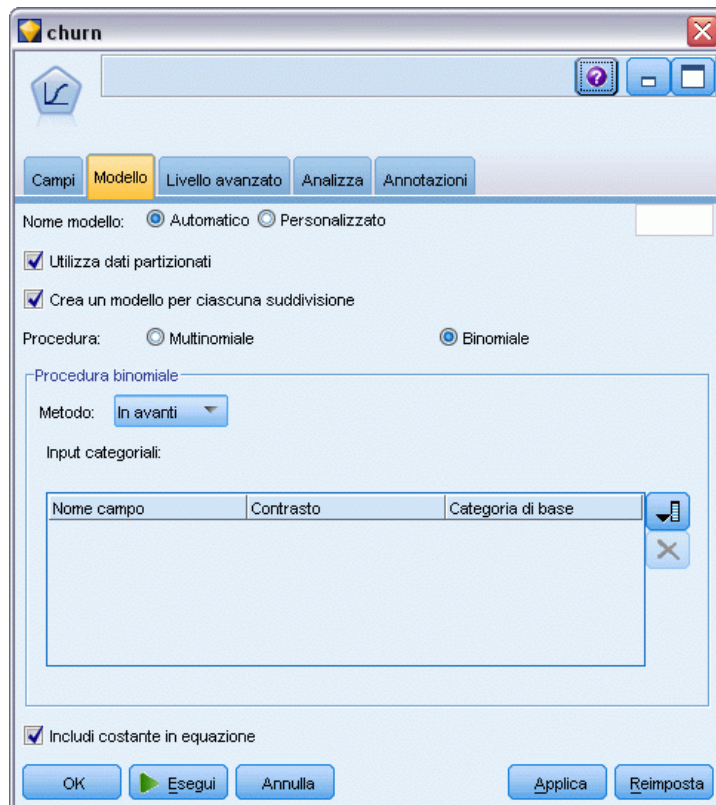 churn
?
Campi Modello Livello avanzato Analizza Annotazioni
Nome modello: Automatico Personalizzato
Utilizza dati partizionati
Crea un modello per ciascuna suddivisione
Procedura: Multinomiale Binomiale
Procedura binomiale
Metodo: In avanti
Input categoriali:
Nome campo Contrasto Categoria di base
Includi costante in equazione
OK Esegui Annulla Applica Reimposta